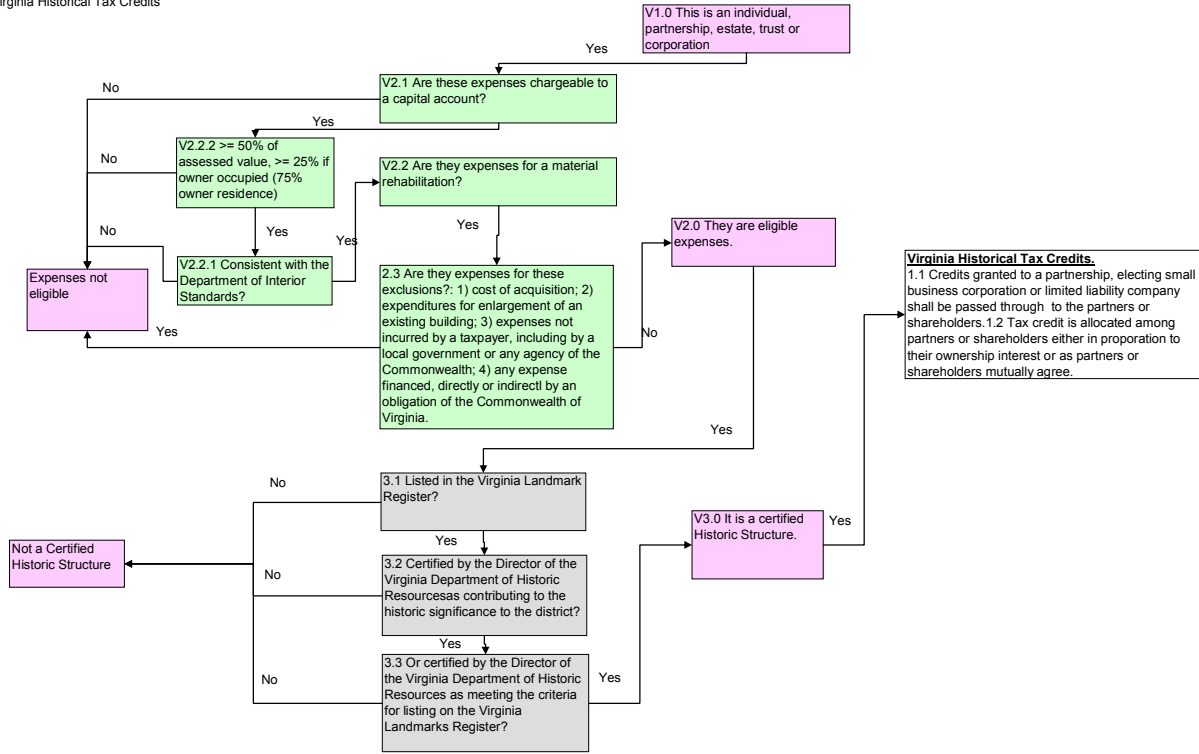 Virginia Historical Tax Credits
V1.0 This is an individual,
partnership, estate, trust or
corporation
Yes
V2.1 Are these expenses chargeable to
a capital account?
No
Yes
V2.2.2 >= 50% of
assessed value, >= 25% if
owner occupied (75%
owner residence)
No
V2.2 Are they expenses for a material
rehabilitation?
Yes
Yes
Yes
No
V2.2.1 Consistent with the
Department of Interior
Standards?
Expenses not
eligible
Yes
2.3 Are they expenses for these
exclusions?: 1) cost of acquisition; 2)
expenditures for enlargement of an
existing building; 3) expenses not
incurred by a taxpayer, including by a
local government or any agency of the
Commonwealth; 4) any expense
financed, directly or indirectl by an
obligation of the Commonwealth of
Virginia.
No
V2.0 They are eligible
expenses.
Yes
Virginia Historical Tax Credits.
1.1 Credits granted to a partnership, electing small
business corporation or limited liability company
shall be passed through to the partners or
shareholders.1.2 Tax credit is allocated among
partners or shareholders either in proporation to
their ownership interest or as partners or
shareholders mutually agree.
3.1 Listed in the Virginia Landmark
Register?
No
Yes
3.2 Certified by the Director of the
Virginia Department of Historic
Resourcesas contributing to the
historic significance to the district?
No
Yes
3.3 Or certified by the Director of
the Virginia Department of Historic
Resources as meeting the criteria
for listing on the Virginia
Landmarks Register?
No
Yes
Not a Certified
Historic Structure
V3.0 It is a certified
Historic Structure.
Yes